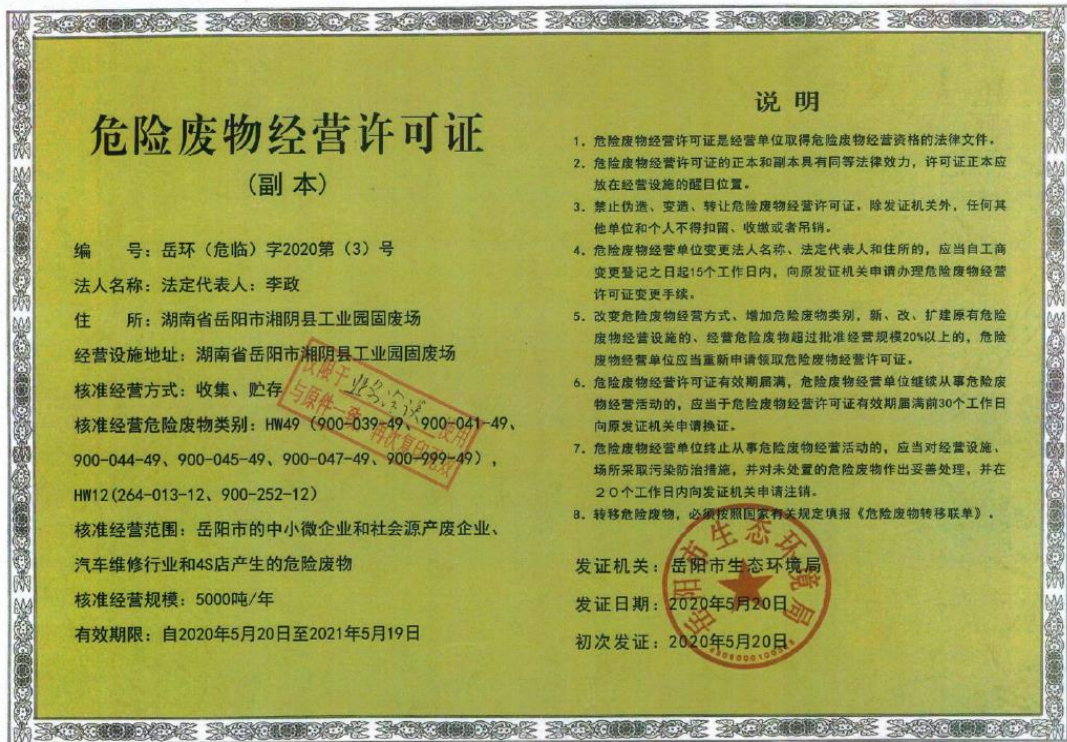 危险废物经营许可证
(副 本)
编 号：岳环（危临）字2020第（3）号
法人名称：法定代表人：李政
住 所：湖南省岳阳市湘阴县工业园固废场
经营设施地址：湖南省岳阳市湘阴县工业园固废场
核准经营方式：收集、贮存
核准经营危险废物类别：HW49（900-039-49、900-041-49、
900-044-49、900-045-49、900-047-49、900-999-49），
HW12(264-013-12、900-252-12)
核准经营范围：岳阳市的中小微企业和社会源产废企业、
汽车维修行业和4S店产生的危险废物
核准经营规模：5000吨/年
有效期限：自2020年5月20日至2021年5月19日
仅限于业务洽谈使用
与原件一致 再次复印无效
说 明
1、危险废物经营许可证是经营单位取得危险废物经营资格的法律文件。
2、危险废物经营许可证的正本和副本具有同等法律效力，许可证正本应
放在经营设施的醒目位置。
3、禁止伪造、变造、转让危险废物经营许可证。除发证机关外，任何其
他单位和个人不得扣留、收缴或者吊销。
4、危险废物经营单位变更法人名称、法定代表人和住所的，应当自工商
变更登记之日起15个工作日内，向原发证机关申请办理危险废物经营
许可证变更手续。
5、改变危险废物经营方式、增加危险废物类别，新、改、扩建原有危险
废物经营设施的、经营危险废物超过批准经营规模20%以上的，危险
废物经营单位应当重新申请领取危险废物经营许可证。
6、危险废物经营许可证有效期届满，危险废物经营单位继续从事危险废
物经营活动的，应当于危险废物经营许可证有效期届满前30个工作日
向原发证机关申请换证。
7、危险废物经营单位终止从事危险废物经营活动的，应当对经营设施、
场所采取污染防治措施，并对未处置的危险废物作出妥善处理，并在
２０个工作日内向发证机关申请注销。
8、转移危险废物，必须按照国家有关规定填报《危险废物转移联单》。
发证机关：岳阳市生态环境局
发证日期：2020年5月20日
初次发证：2020年5月20日
岳阳市生态环境局